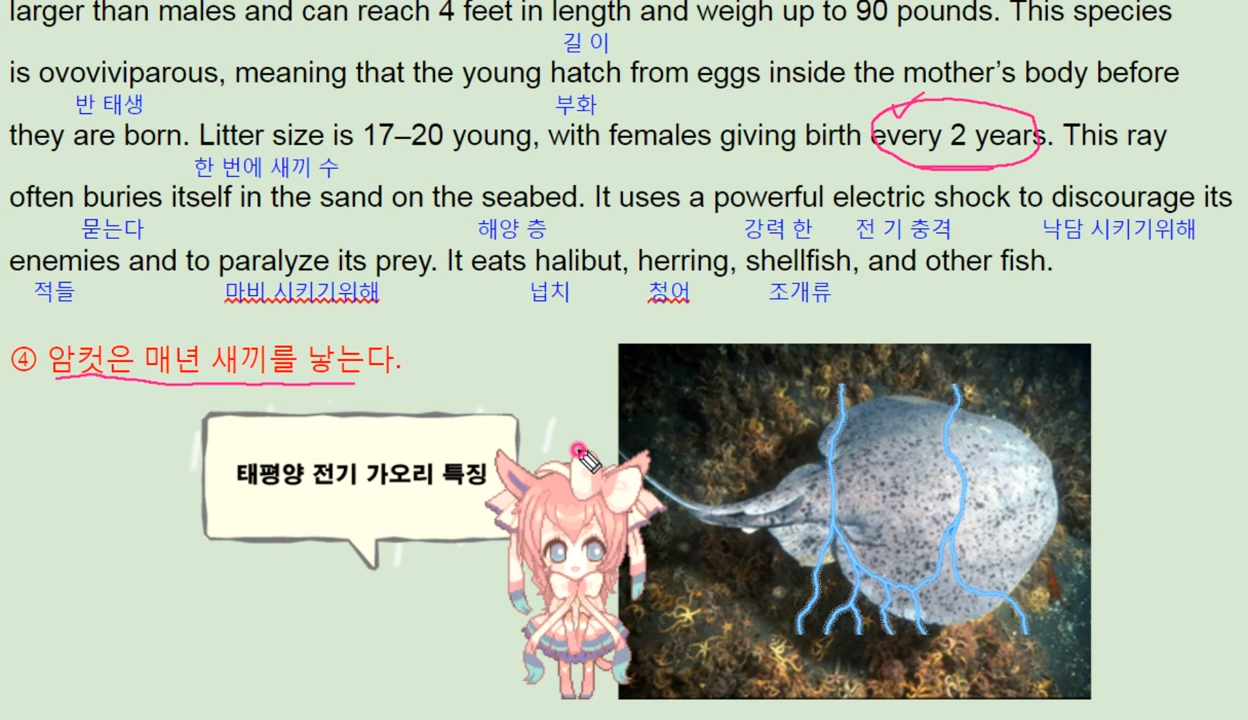 larger than males and can reach 4 feet in length and weigh up to 90 pounds. This species
길 이
is ovoviviparous, meaning that the young hatch from eggs inside the mother’s body before
반 태생 부화
they are born. Litter size is 17–20 young, with females giving birth every 2 years. This ray
한 번에 새끼 수
often buries itself in the sand on the seabed. It uses a powerful electric shock to discourage its
묻는다 해양 층 강력 한 전 기 충격 낙담 시키기위해
enemies and to paralyze its prey. It eats halibut, herring, shellfish, and other fish.
적들 마비 시키기위해 넙치 청어 조개류
④ 암컷은 매년 새끼를 낳는다.
태평양 전기 가오리 특징